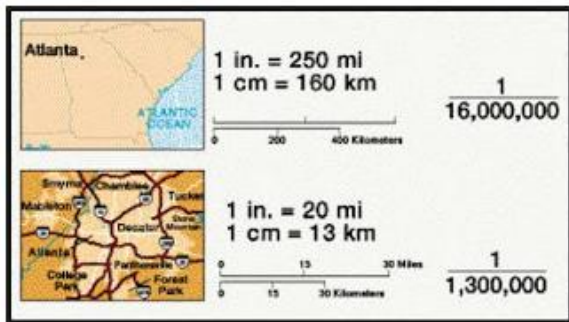 Atlanta
ATLANTIC
OCEAN
1 in. = 250 mi
1 cm = 160 km
0 200 400 Kilometers
1
16,000,000
Smyrna
Chamblee
Tucker
Mableton
Stone
Mountain
Decatur
Atlanta
Panthersville
College
Park
Forest
Park
1 in. = 20 mi
1 cm = 13 km
0 15 30 Miles
0 15 30 Kilometers
1
1,300,000